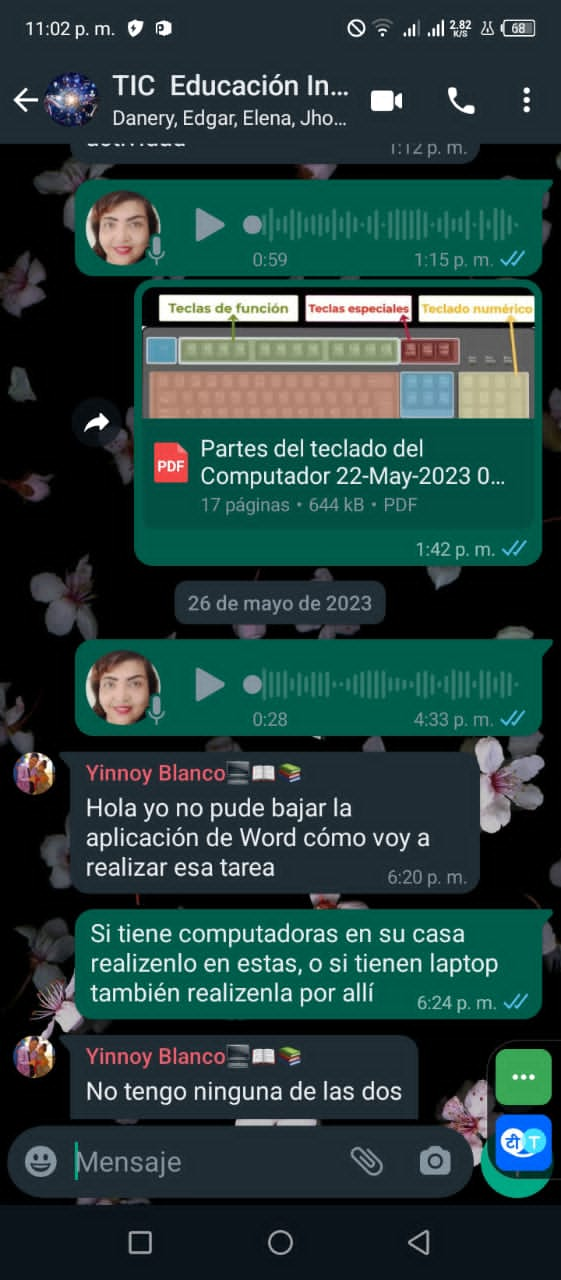 11:02 p. m.
2.82
K/S
68
TIC Educación In...
Danery, Edgar, Elena, Jho...
actividad
1:12 p. m.
0:59
1:15 p. m.
Teclas de función
Teclas especiales
Teclado numérico
PDF
Partes del teclado del
Computador 22-May-2023 0...
17 páginas • 644 kB • PDF
1:42 p. m.
26 de mayo de 2023
0:28
4:33 p. m.
Yinnoy Blanco
Hola yo no pude bajar la
aplicación de Word cómo voy a
realizar esa tarea
6:20 p. m.
Si tiene computadoras en su casa
realizenlo en estas, o si tienen laptop
también realizenla por allí
6:24 p. m.
Yinnoy Blanco
No tengo ninguna de las dos
Mensaje
टी T